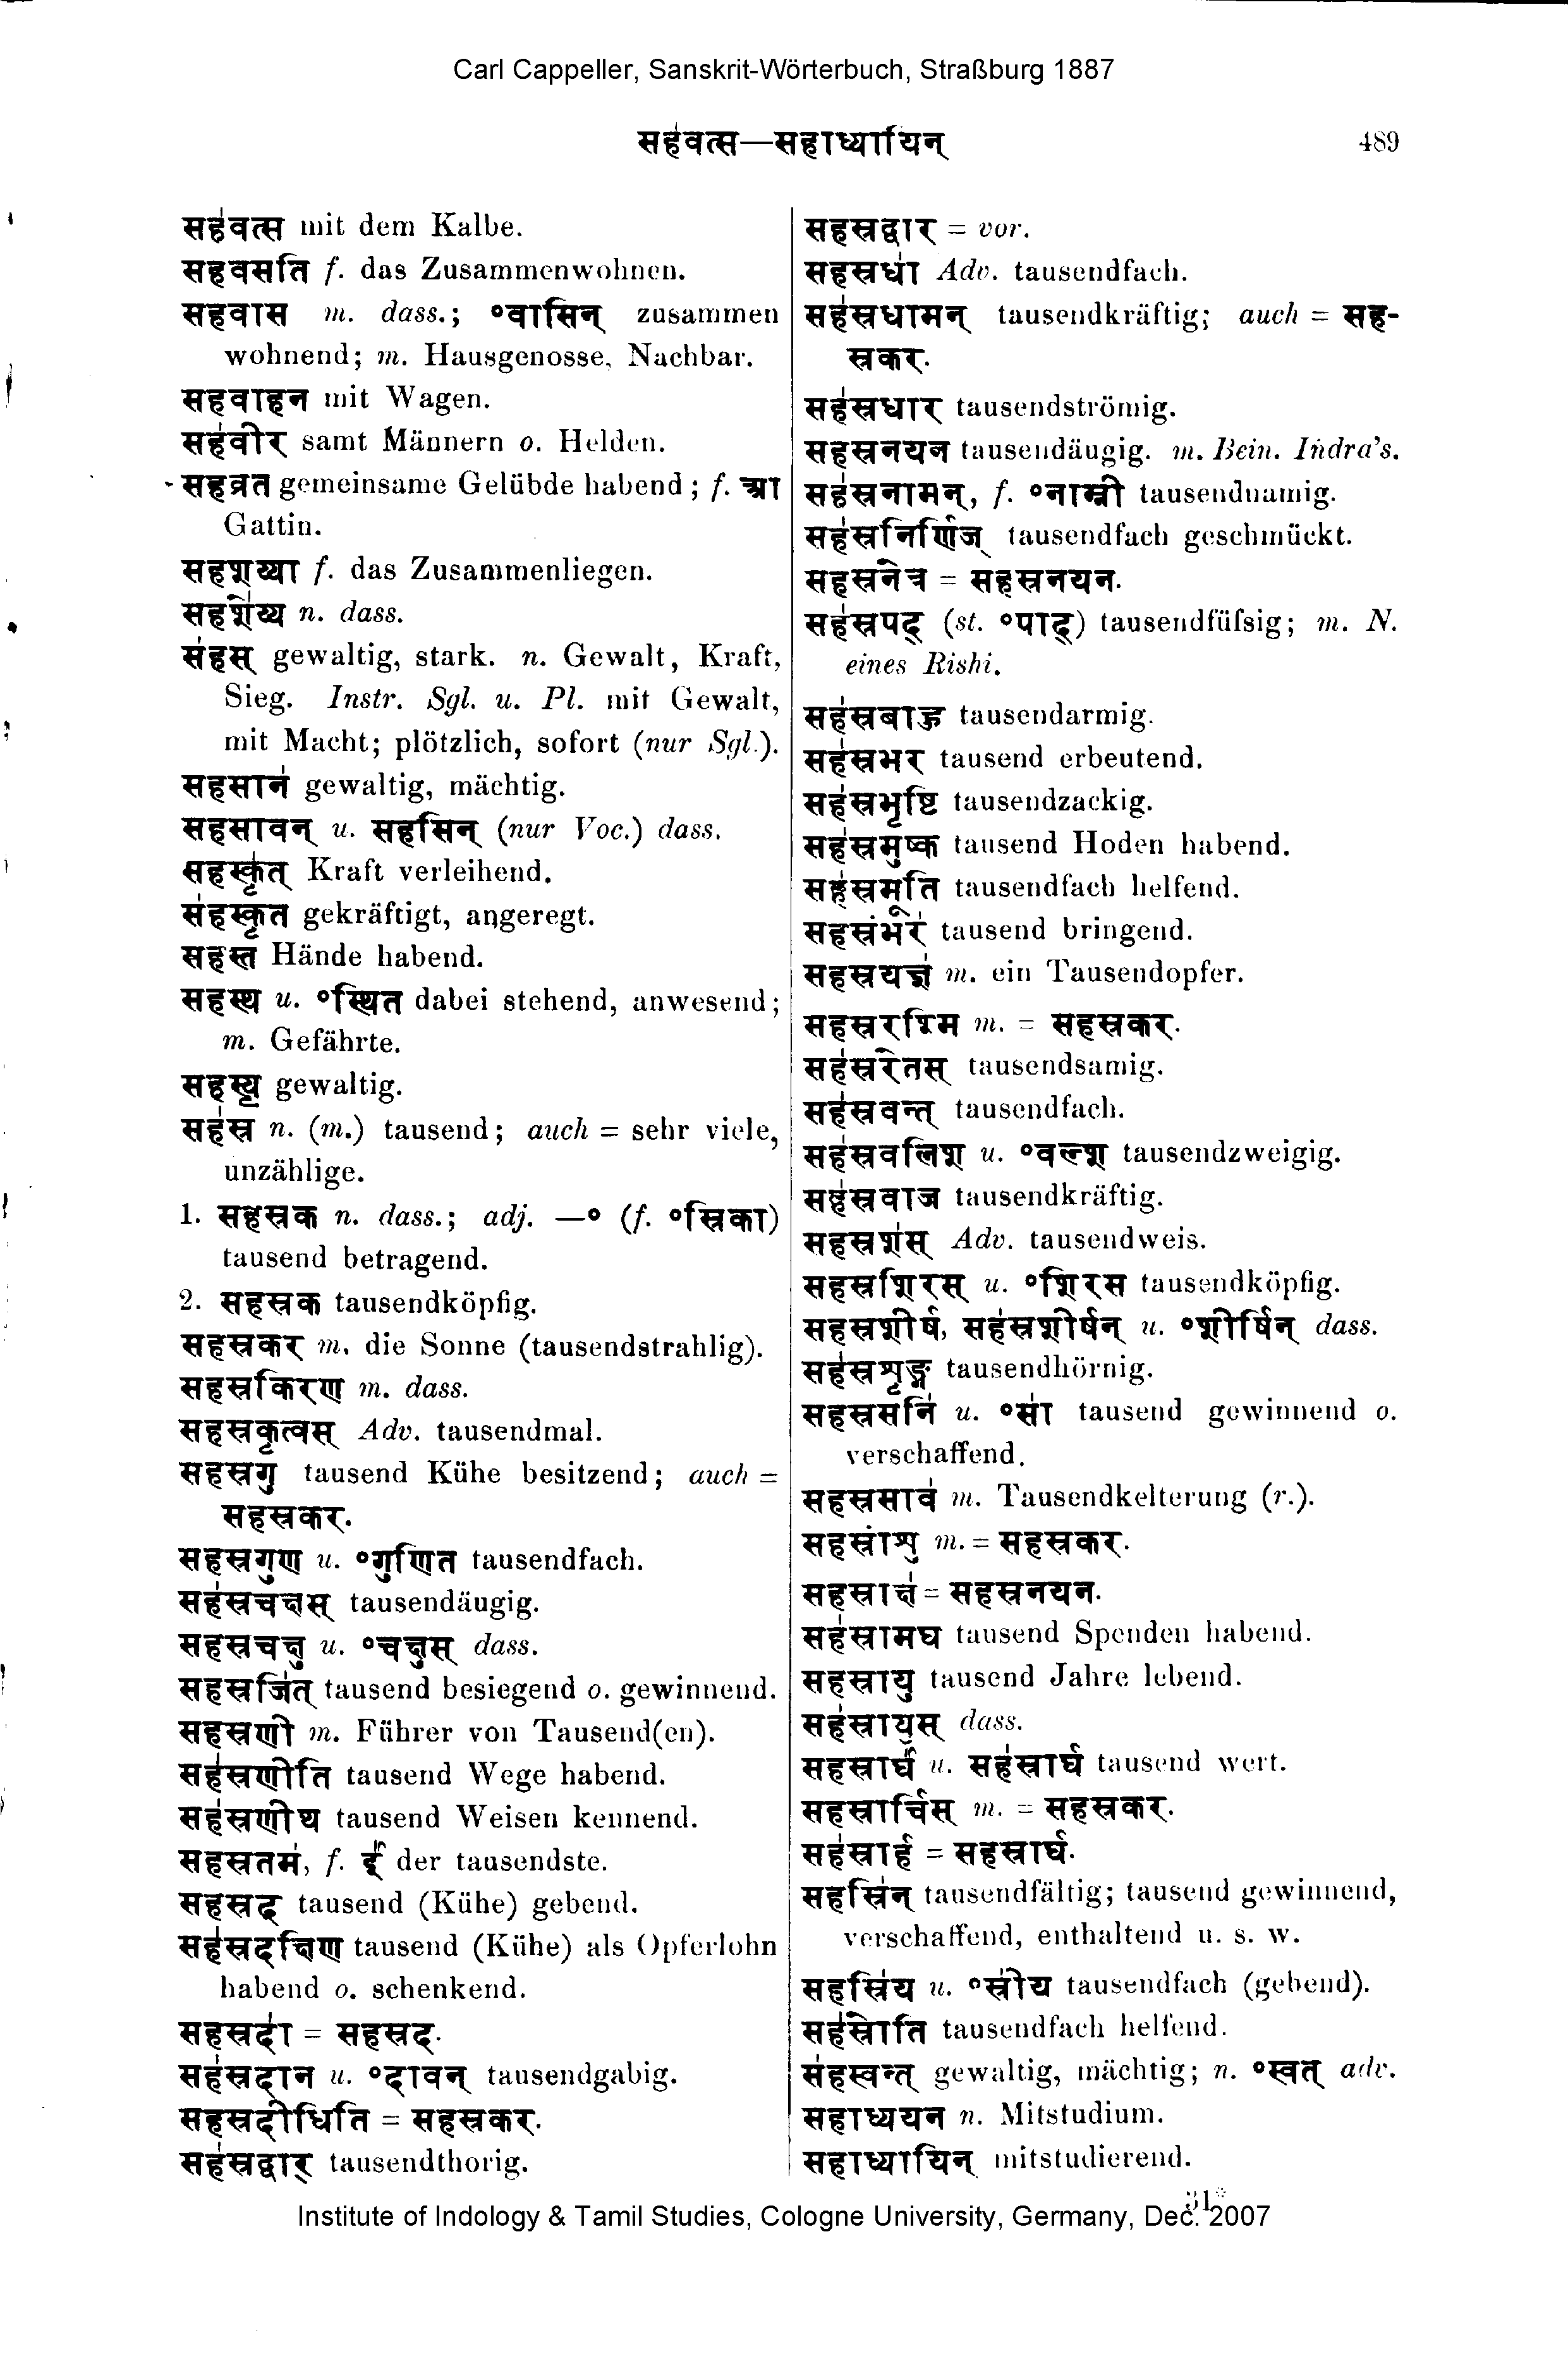 Carl Cappeller, Sanskrit-Wörterbuch, Straßburg 1887
सहवत्स—सहाध्यायिन् 489
सहवत्स mit dem Kalbe.
सहवसति f. das Zusammenwohnen.
सहवास m. dass.; °वासिन् zusammen
wohnend; m. Hausgenosse, Nachbar.
सहवाहन mit Wagen.
सहवीर samt Männern o. Helden.
सहव्रत gemeinsame Gelübde habend; f. आ
Gattin.
सहशय्या f. das Zusammenliegen.
सहशेय्य n. dass.
सहस् gewaltig, stark. n. Gewalt, Kraft,
Sieg. Instr. Sgl. u. Pl. mit Gewalt,
mit Macht; plötzlich, sofort (nur Sgl.).
सहसान gewaltig, mächtig.
सहसावन् u. सहसिन् (nur Voc.) dass.
सहस्कृत् Kraft verleihend.
सहस्कृत gekräftigt, angeregt.
सहस्त Hände habend.
सहस्थ u. °स्थित dabei stehend, anwesend;
m. Gefährte.
सहस्य gewaltig.
सहस्र n. (m.) tausend; auch = sehr viele,
unzählige.
1. सहस्रक n. dass.; adj. —° (f. °स्रिका)
tausend betragend.
2. सहस्रक tausendköpfig.
सहस्रकर m. die Sonne (tausendstrahlig).
सहस्रकिरण m. dass.
सहस्रकृत्वस् Adv. tausendmal.
सहस्रगु tausend Kühe besitzend; auch =
सहस्रकर.
सहस्रगुण u. °गुणित tausendfach.
सहस्रचक्षस् tausendäugig.
सहस्रचक्षु u. °चक्षुस् dass.
सहस्रजित् tausend besiegend o. gewinnend.
सहस्रणी m. Führer von Tausend(en).
सहस्रणीति tausend Wege habend.
सहस्रणीथ tausend Weisen kennend.
सहस्रतम, f. ई der tausendste.
सहस्रद tausend (Kühe) gebend.
सहस्रदक्षिण tausend (Kühe) als Opferlohn
habend o. schenkend.
सहस्रदा = सहस्रद.
सहस्रदान u. °दावन् tausendgabig.
सहस्रदीधिति = सहस्रकर.
सहस्रद्वार् tausendthorig.
सहस्रद्वार = vor.
सहस्रधा Adv. tausendfach.
सहस्रधामन् tausendkräftig; auch = सह-
स्रकर.
सहस्रधार tausendströmig.
सहस्रनयन tausendäugig. m. Bein. Indra's.
सहस्रनामन्, f. °नाम्नी tausendnamig.
सहस्रनिर्णिज् tausendfach geschmückt.
सहस्रनेत्र = सहस्रनयन.
सहस्रपद् (st. °पाद्) tausendfüfsig; m. N.
eines Rishi.
सहस्रबाहु tausendarmig.
सहस्रभर tausend erbeutend.
सहस्रभृष्टि tausendzackig.
सहस्रमुष्क tausend Hoden habend.
सहस्रमूति tausendfach helfend.
सहस्रंभर tausend bringend.
सहस्रयज्ञ m. ein Tausendopfer.
सहस्ररश्मि m. = सहस्रकर.
सहस्ररेतस् tausendsamig.
सहस्रवन्त् tausendfach.
सहस्रवलिश u. °वल्श tausendzweigig.
सहस्रवाज tausendkräftig.
सहस्रशस् Adv. tausendweis.
सहस्रशिरस् u. °शिरस tausendköpfig.
सहस्रशीर्ष, सहस्रशीर्षन् u. °शीर्षिन् dass.
सहस्रशृङ्ग tausendhörnig.
सहस्रसनि u. °सा tausend gewinnend o.
verschaffend.
सहस्रसाव m. Tausendkelterung (r.).
सहस्रांशु m. = सहस्रकर.
सहस्राक्ष = सहस्रनयन.
सहस्रामघ tausend Spenden habend.
सहस्रायु tausend Jahre lebend.
सहस्रायुस् dass.
सहस्रार्घ u. सहस्रार्घ tausend wert.
सहस्रार्चिस् m. = सहस्रकर.
सहस्रार्ह = सहस्रार्घ.
सहस्रिन् tausendfältig; tausend gewinnend,
verschaffend, enthaltend u. s. w.
सहस्रिय u. °स्रीय tausendfach (gebend).
सहस्रोति tausendfach helfend.
सहस्वन्त् gewaltig, mächtig; n. °स्वत् adv.
सहाध्ययन n. Mitstudium.
सहाध्यायिन् mitstudierend.
Institute of Indology & Tamil Studies, Cologne University, Germany, Dec. 2007